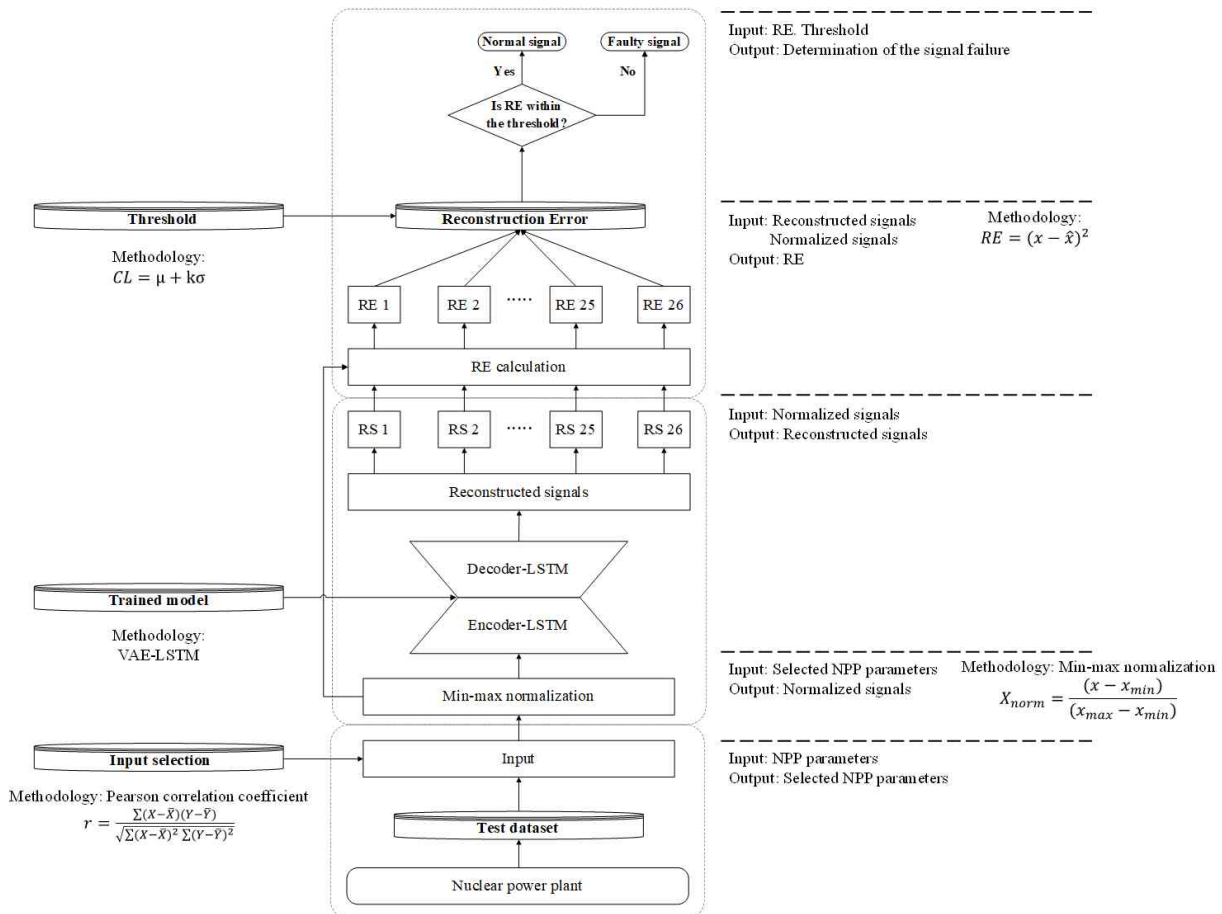 Normal signal
Faulty signal
Yes
No
Is RE within
the threshold?
Input: RE. Threshold
Output: Determination of the signal failure
Threshold
Reconstruction Error
Methodology:
CL = μ + kσ
Input: Reconstructed signals
Normalized signals
Output: RE
Methodology:
RE = (x − x̂)²
RE 1
RE 2
.....
RE 25
RE 26
RE calculation
RS 1
RS 2
.....
RS 25
RS 26
Input: Normalized signals
Output: Reconstructed signals
Reconstructed signals
Decoder-LSTM
Trained model
Encoder-LSTM
Methodology:
VAE-LSTM
Min-max normalization
Input: Selected NPP parameters
Output: Normalized signals
Methodology: Min-max normalization
X_norm = (x − x_min) / (x_max − x_min)
Input selection
Input
Input: NPP parameters
Output: Selected NPP parameters
Methodology: Pearson correlation coefficient
r = ∑(X−X̄)(Y−Ȳ) / √∑(X−X̄)² ∑(Y−Ȳ)²
Test dataset
Nuclear power plant